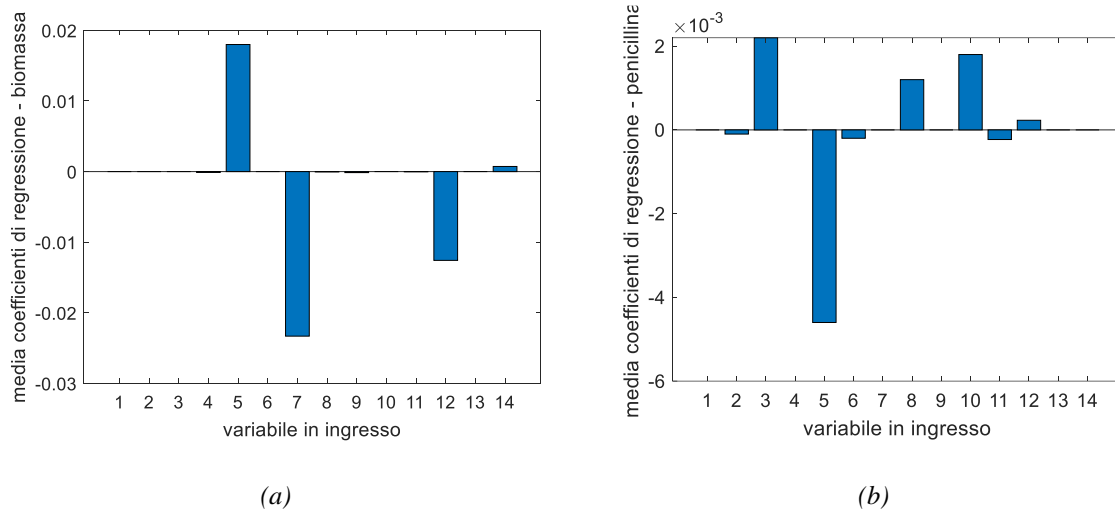 media coefficienti di regressione - biomassa
0.02
0.01
0
-0.01
-0.02
-0.03
1 2 3 4 5 6 7 8 9 10 11 12 13 14
variabile in ingresso
(a)
media coefficienti di regressione - penicillina
×10-3
2
0
-2
-4
-6
1 2 3 4 5 6 7 8 9 10 11 12 13 14
variabile in ingresso
(b)